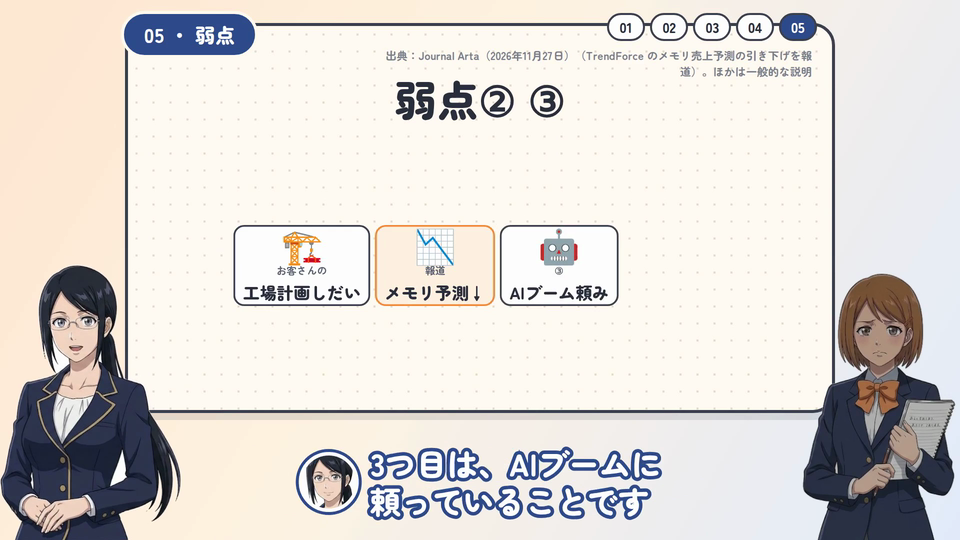 05 ・ 弱点
01 02 03 04 05
出典：Journal Arta（2026年11月27日）（TrendForce のメモリ売上予測の引き下げを報
道）。ほかは一般的な説明
弱点② ③
お客さんの
工場計画しだい
報道
メモリ予測↓
③
AIブーム頼み
3つ目は、AIブームに
頼っていることです